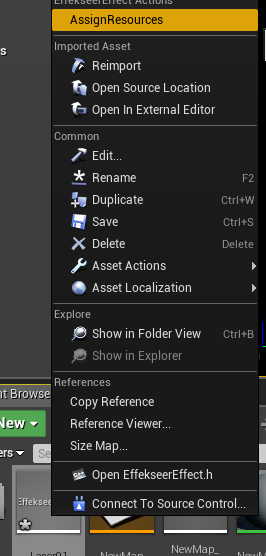 EffekseerEffect Actions
AssignResources
Imported Asset
Reimport
Open Source Location
Open In External Editor
Common
Edit...
Rename F2
Duplicate Ctrl+W
Save Ctrl+S
Delete Delete
Asset Actions
Asset Localization
Explore
Show in Folder View Ctrl+B
Show in Explorer
References
Copy Reference
Reference Viewer...
Size Map...
Open EffekseerEffect.h
Connect To Source Control...
nt Browse
New
ers
Effekseer
Laser01
NewMap
NewMap_